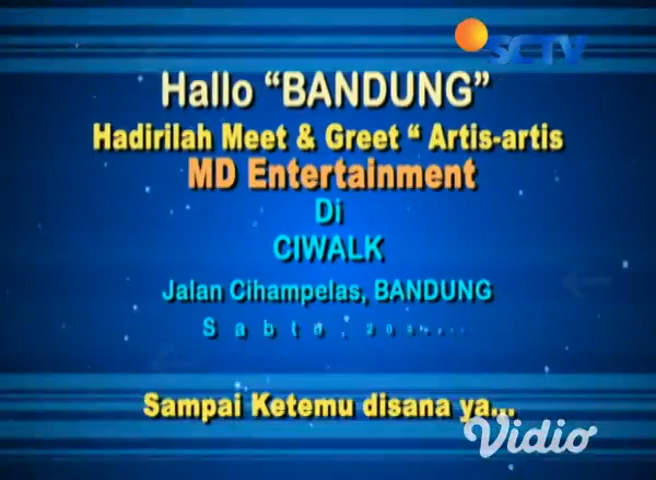 SCTV
Hallo “BANDUNG”
Hadirilah Meet & Greet “ Artis-artis
MD Entertainment
Di
CIWALK
Jalan Cihampelas, BANDUNG
Sabtu, 20
Sampai Ketemu disana ya...
Vidio